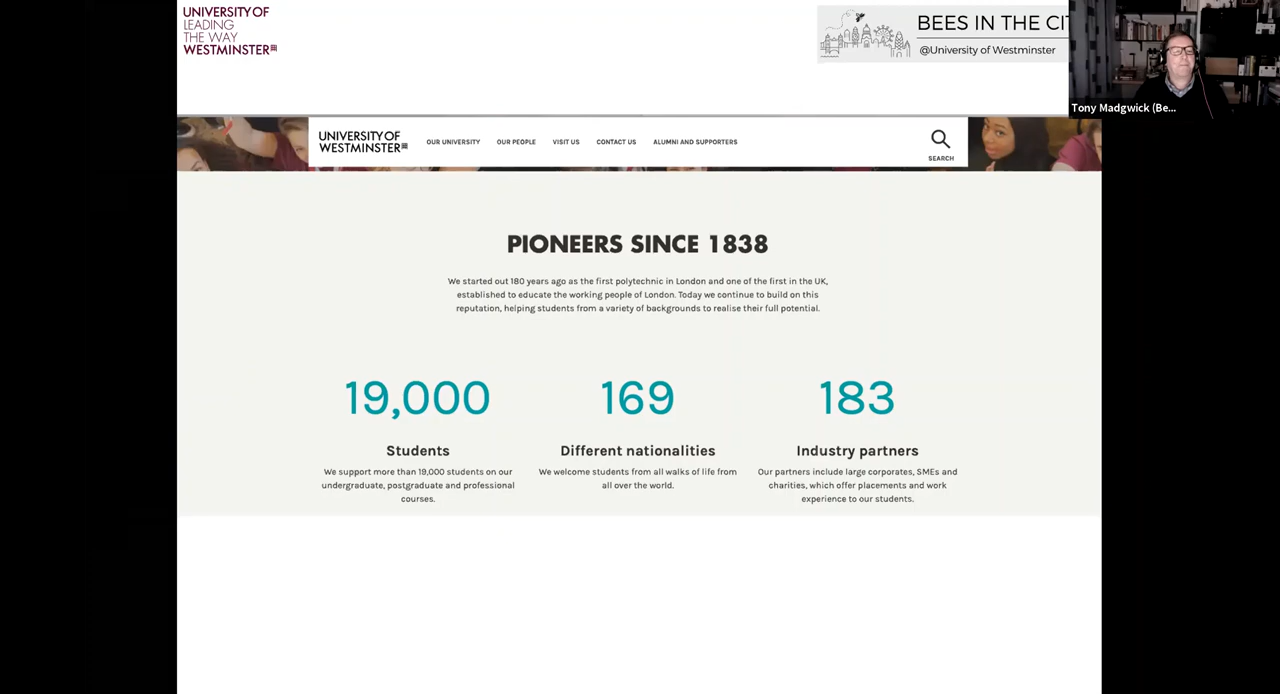 UNIVERSITY OF
LEADING
THE WAY
WESTMINSTER
BEES IN THE CIT
@University of Westminster
Tony Madgwick (Be...
UNIVERSITY OF
WESTMINSTER
OUR UNIVERSITY
OUR PEOPLE
VISIT US
CONTACT US
ALUMNI AND SUPPORTERS
SEARCH
PIONEERS SINCE 1838
We started out 180 years ago as the first polytechnic in London and one of the first in the UK,
established to educate the working people of London. Today we continue to build on this
reputation, helping students from a variety of backgrounds to realise their full potential.
19,000
Students
We support more than 19,000 students on our
undergraduate, postgraduate and professional
courses.
169
Different nationalities
We welcome students from all walks of life from
all over the world.
183
Industry partners
Our partners include large corporates, SMEs and
charities, which offer placements and work
experience to our students.